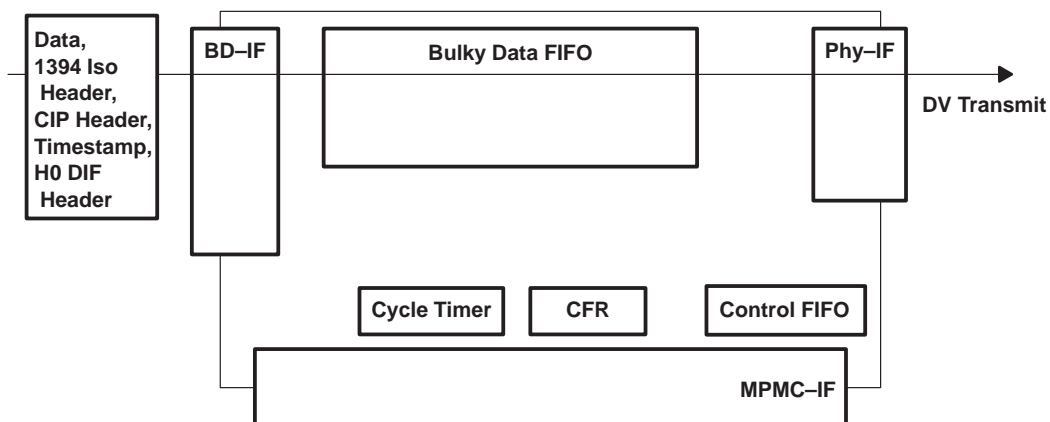 Data,
1394 Iso
Header,
CIP Header,
Timestamp,
H0 DIF
Header
BD–IF
Bulky Data FIFO
Phy–IF
DV Transmit
Cycle Timer
CFR
Control FIFO
MPMC–IF